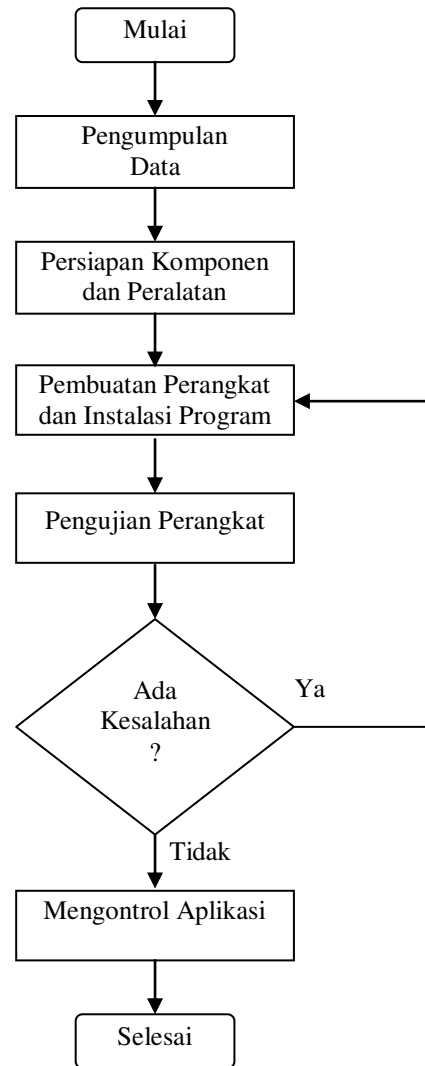 Mulai
Pengumpulan
Data
Persiapan Komponen
dan Peralatan
Pembuatan Perangkat
dan Instalasi Program
Pengujian Perangkat
Ada
Kesalahan
?
Ya
Tidak
Mengontrol Aplikasi
Selesai